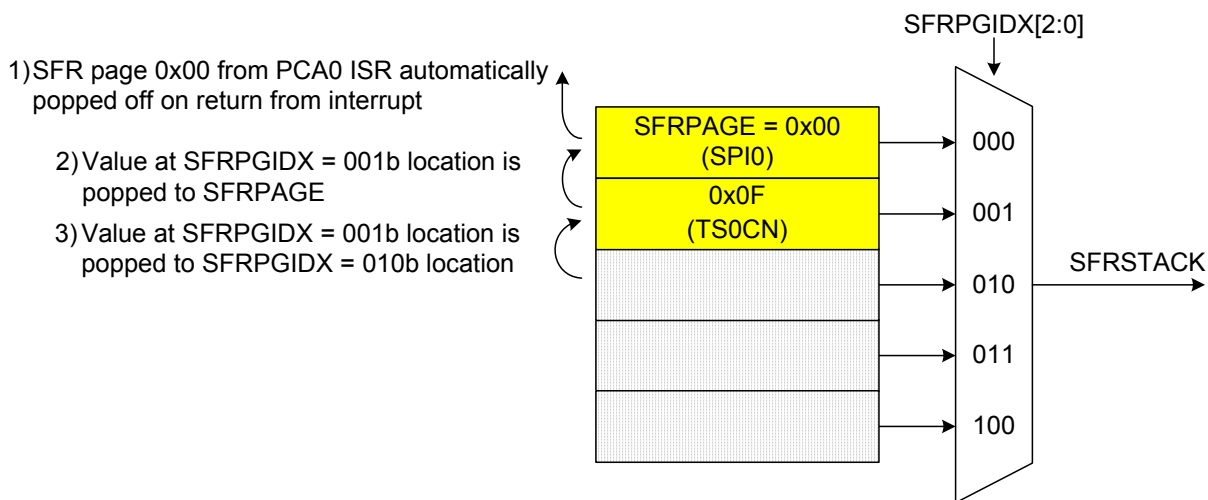 SFRPGIDX[2:0]
1) SFR page 0x00 from PCA0 ISR automatically
popped off on return from interrupt
2) Value at SFRPGIDX = 001b location is
popped to SFRPAGE
3) Value at SFRPGIDX = 001b location is
popped to SFRPGIDX = 010b location
SFRPAGE = 0x00
(SPI0)
0x0F
(TS0CN)
000
001
010
011
100
SFRSTACK